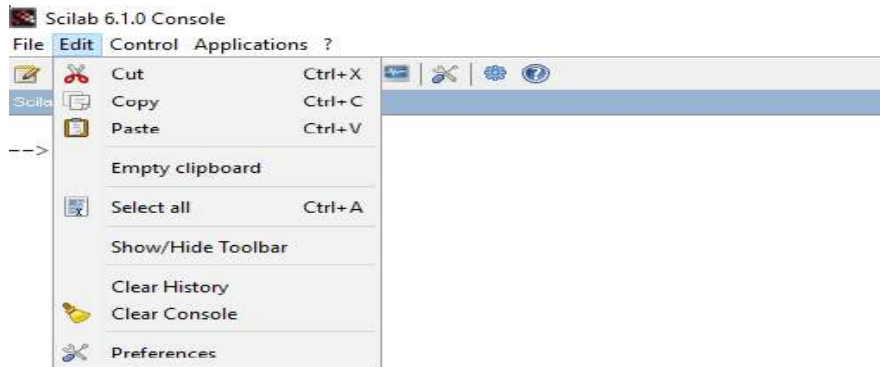 Scilab 6.1.0 Console
File Edit Control Applications ?
Cut Ctrl+X
Scila
Copy Ctrl+C
Paste Ctrl+V
-->
Empty clipboard
Select all Ctrl+A
Show/Hide Toolbar
Clear History
Clear Console
Preferences